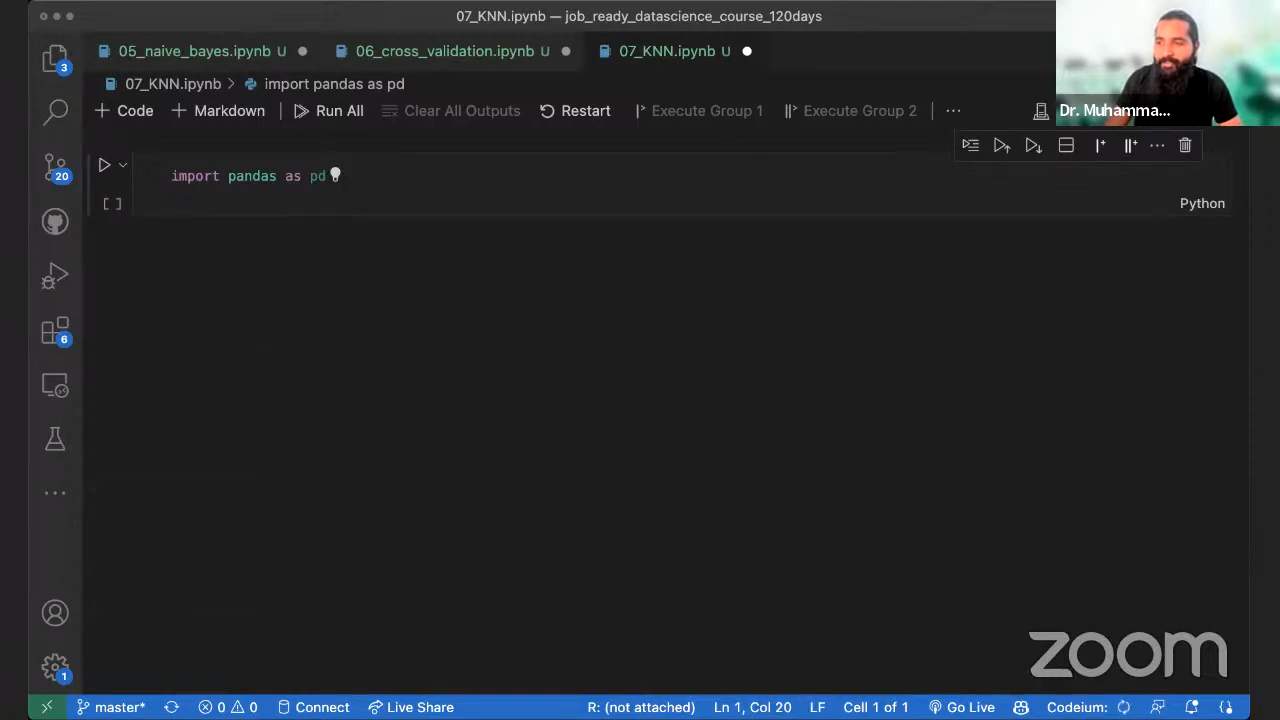 07_KNN.ipynb — job_ready_datascience_course_120days
05_naive_bayes.ipynb U
06_cross_validation.ipynb U
07_KNN.ipynb U
07_KNN.ipynb > import pandas as pd
+ Code + Markdown Run All Clear All Outputs Restart Execute Group 1 Execute Group 2 ...
Dr. Muhamma...
import pandas as pd
[ ]
Python
3
20
6
1
zoom
master* 0 0 Connect Live Share R: (not attached) Ln 1, Col 20 LF Cell 1 of 1 Go Live Codeium: {}